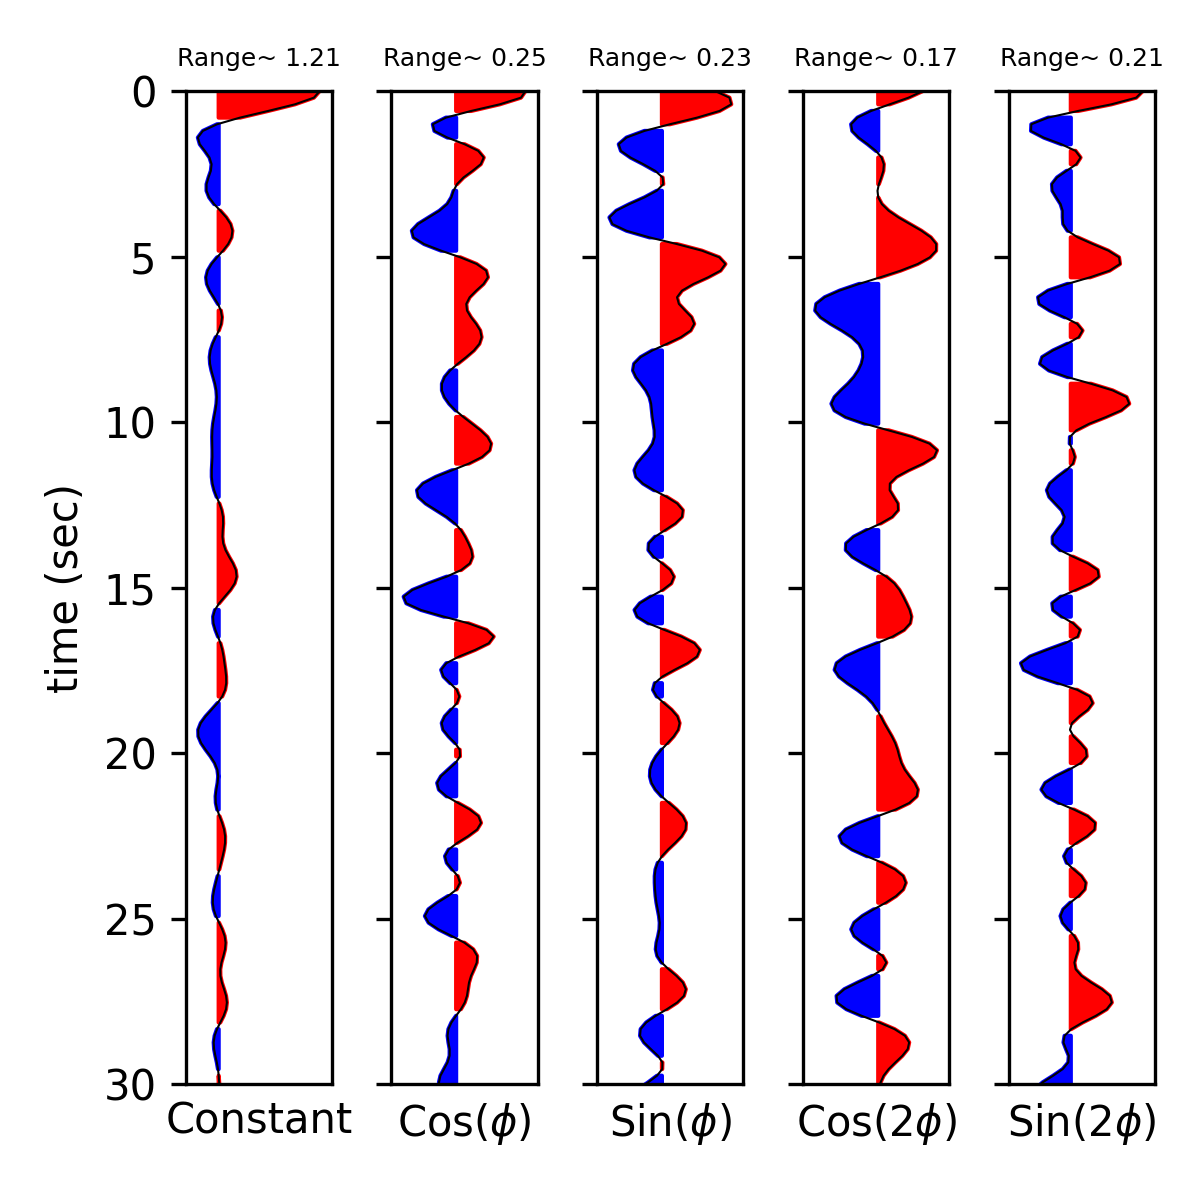 Range~ 1.21 Range~ 0.25 Range~ 0.23 Range~ 0.17 Range~ 0.21
0
5
10
15
20
25
30
time (sec)
Constant Cos(ϕ) Sin(ϕ) Cos(2ϕ) Sin(2ϕ)